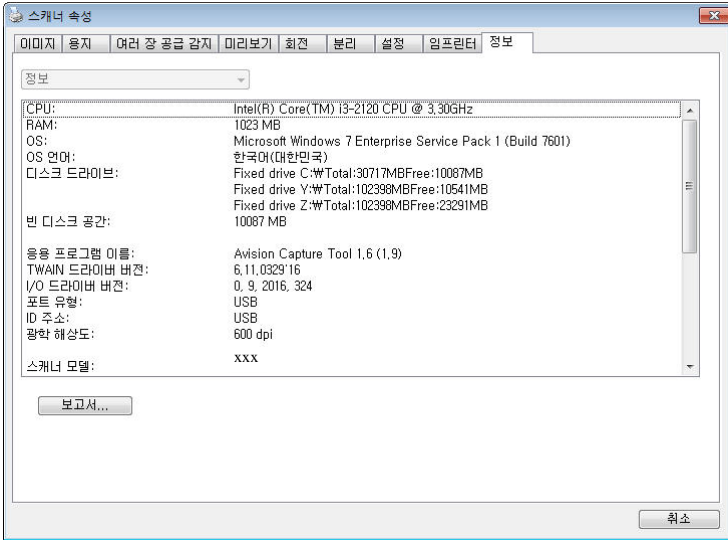 스캐너 속성
이미지 용지 여러 장 공급 감지 미리보기 회전 분리 설정 임프린터 정보
정보
CPU: Intel(R) Core(TM) i3-2120 CPU @ 3,30GHz
RAM: 1023 MB
OS: Microsoft Windows 7 Enterprise Service Pack 1 (Build 7601)
OS 언어: 한국어(대한민국)
디스크 드라이브: Fixed drive C:₩Total:30717MBFree:10087MB
Fixed drive Y:₩Total:102398MBFree:10541MB
Fixed drive Z:₩Total:102398MBFree:23291MB
빈 디스크 공간: 10087 MB
응용 프로그램 이름: Avision Capture Tool 1,6 (1,9)
TWAIN 드라이버 버전: 6,11,0329'16
I/O 드라이버 버전: 0, 9, 2016, 324
포트 유형: USB
ID 주소: USB
광학 해상도: 600 dpi
스캐너 모델: xxx
보고서...
취소